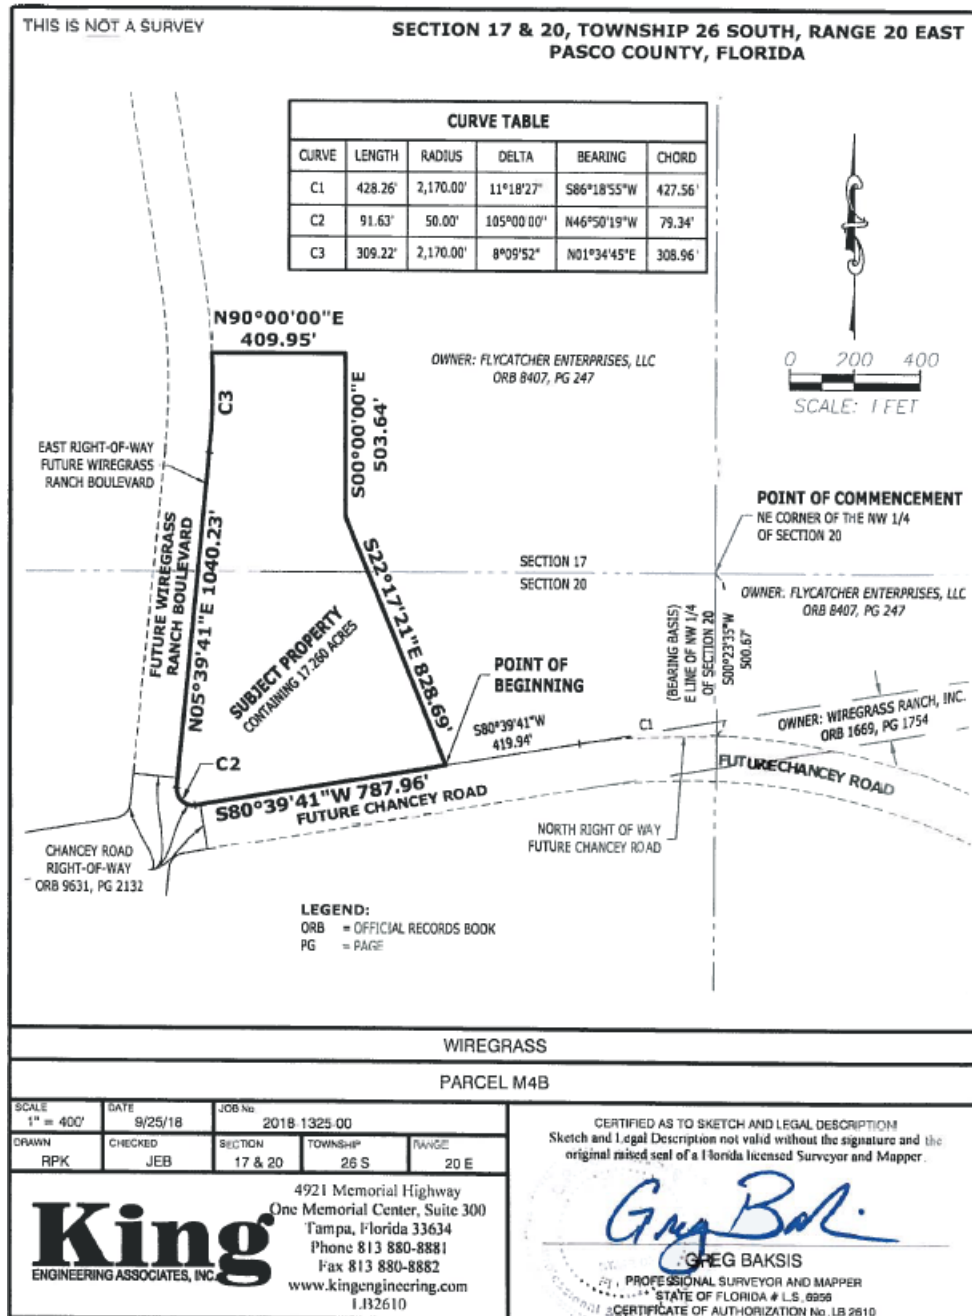 THIS IS NOT A SURVEY
SECTION 17 & 20, TOWNSHIP 26 SOUTH, RANGE 20 EAST
PASCO COUNTY, FLORIDA
CURVE TABLE
CURVE LENGTH RADIUS DELTA BEARING CHORD
C1 428.26' 2,170.00' 11°18'27" S86°18'55"W 427.56'
C2 91.63' 50.00' 105°00'00" N46°50'19"W 79.34'
C3 309.22' 2,170.00' 8°09'52" N01°34'45"E 308.96'
N90°00'00"E
409.95'
OWNER: FLYCATCHER ENTERPRISES, LLC
ORB 8407, PG 247
0 200 400
SCALE: 1 FET
C3
S00°00'00"E
503.64'
EAST RIGHT-OF-WAY
FUTURE WIREGRASS
RANCH BOULEVARD
POINT OF COMMENCEMENT
NE CORNER OF THE NW 1/4
OF SECTION 20
FUTURE WIREGRASS
RANCH BOULEVARD
N05°39'41"E 1040.23'
S22°17'21"E 828.69'
SECTION 17
SECTION 20
OWNER: FLYCATCHER ENTERPRISES, LLC
ORB 8407, PG 247
(BEARING BASIS)
E LINE OF NW 1/4
OF SECTION 20
S00°23'35"W
500.67'
SUBJECT PROPERTY
CONTAINING 17.260 ACRES
POINT OF
BEGINNING
S80°39'41"W
419.94'
C1
OWNER: WIREGRASS RANCH, INC.
ORB 1669, PG 1754
C2
S80°39'41"W 787.96'
FUTURE CHANCEY ROAD
FUTURE CHANCEY ROAD
NORTH RIGHT OF WAY
FUTURE CHANCEY ROAD
CHANCEY ROAD
RIGHT-OF-WAY
ORB 9631, PG 2132
LEGEND:
ORB = OFFICIAL RECORDS BOOK
PG = PAGE
WIREGRASS
PARCEL M4B
SCALE DATE JOB No
1" = 400' 9/25/18 2018-1325-00
DRAWN CHECKED SECTION TOWNSHIP RANGE
RPK JEB 17 & 20 26 S 20 E
King
ENGINEERING ASSOCIATES, INC.
4921 Memorial Highway
One Memorial Center, Suite 300
Tampa, Florida 33634
Phone 813 880-8881
Fax 813 880-8882
www.kingengineering.com
LB2610
CERTIFIED AS TO SKETCH AND LEGAL DESCRIPTION
Sketch and Legal Description not valid without the signature and the
original raised seal of a Florida licensed Surveyor and Mapper.
GREG BAKSIS
PROFESSIONAL SURVEYOR AND MAPPER
STATE OF FLORIDA # L.S. 6956
CERTIFICATE OF AUTHORIZATION No. LB 2610